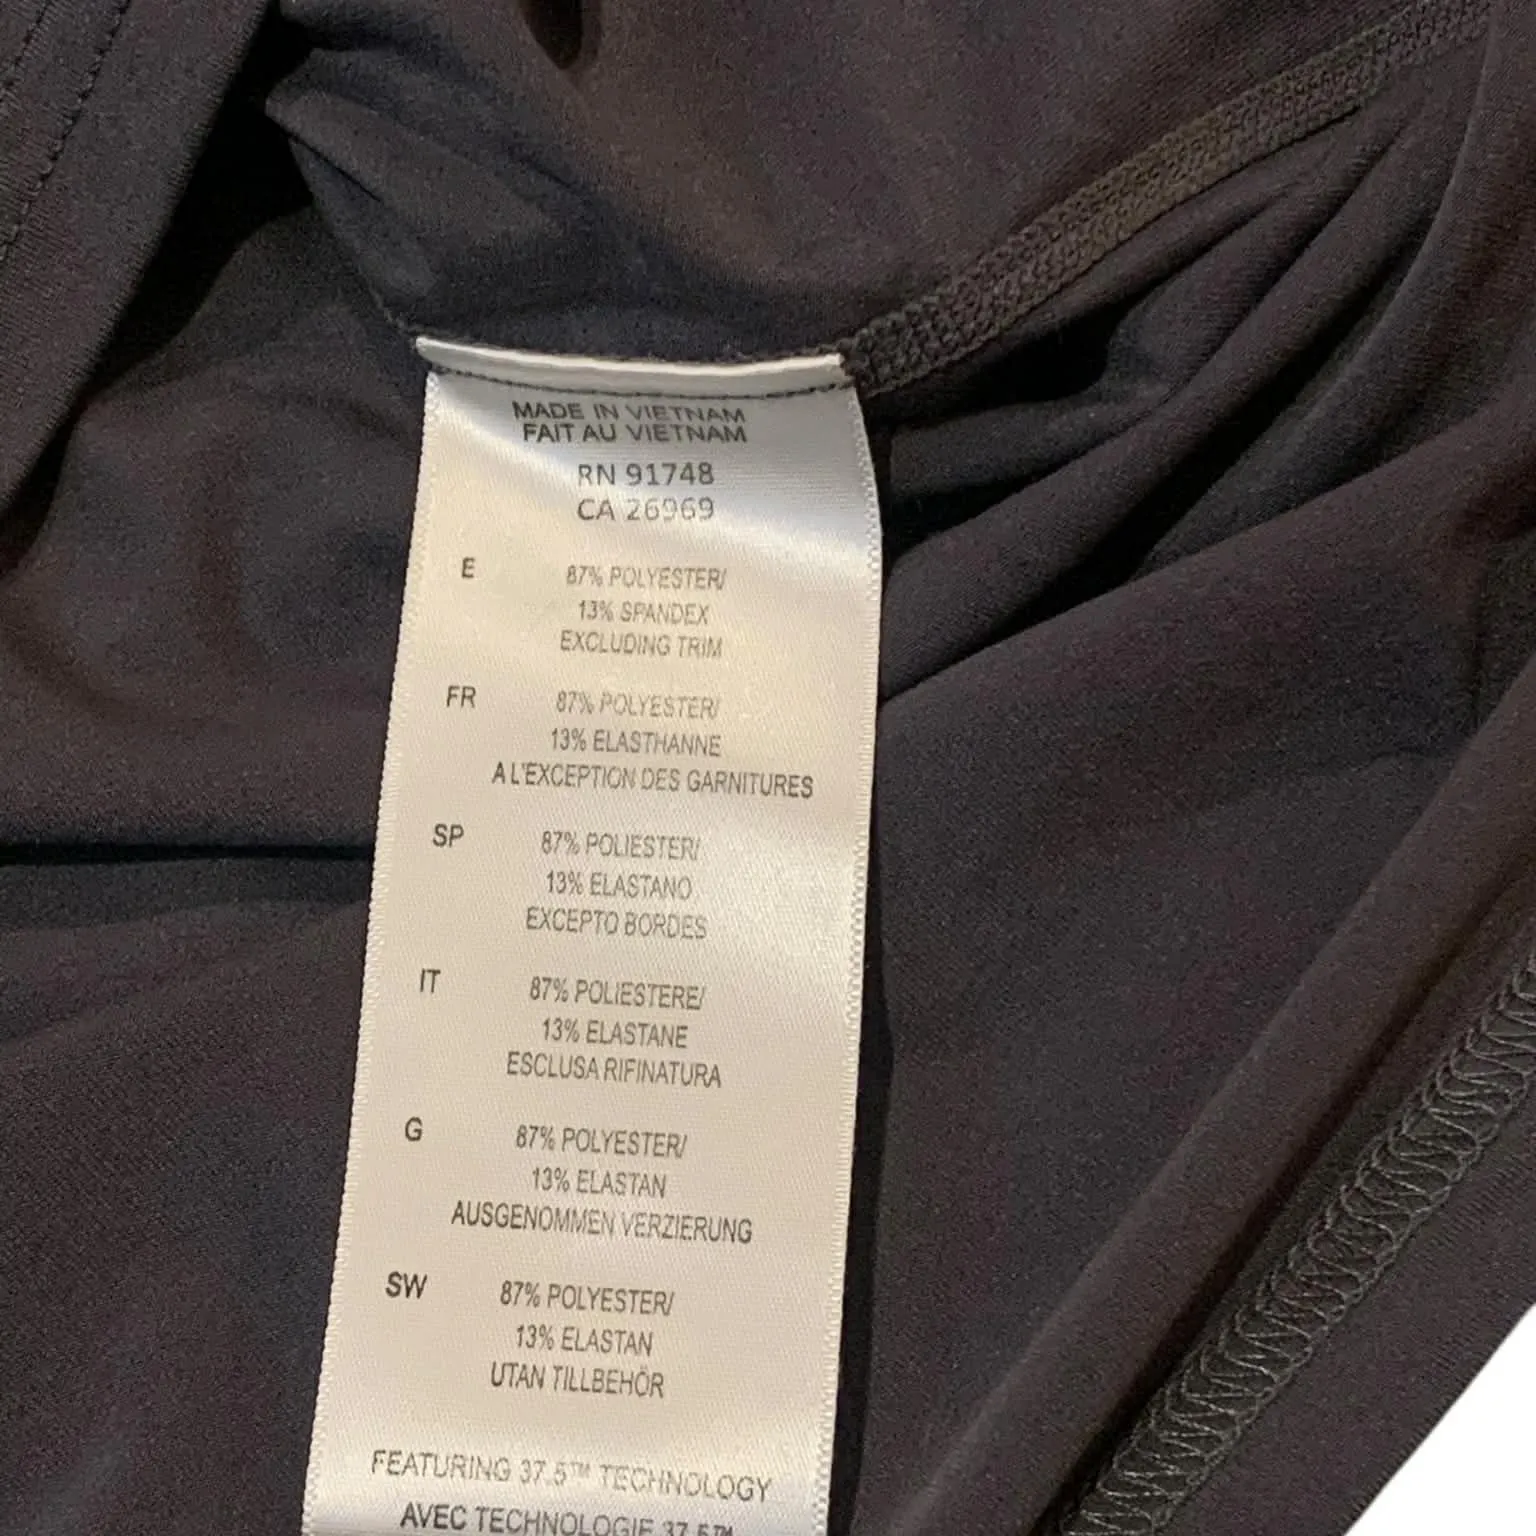 MADE IN VIETNAM
FAIT AU VIETNAM
RN 91748
CA 26969
E 87% POLYESTER/
13% SPANDEX
EXCLUDING TRIM
FR 87% POLYESTER/
13% ELASTHANNE
A L'EXCEPTION DES GARNITURES
SP 87% POLIESTER/
13% ELASTANO
EXCEPTO BORDES
IT 87% POLIESTERE/
13% ELASTANE
ESCLUSA RIFINATURA
G 87% POLYESTER/
13% ELASTAN
AUSGENOMMEN VERZIERUNG
SW 87% POLYESTER/
13% ELASTAN
UTAN TILLBEHÖR
FEATURING 37.5™ TECHNOLOGY
AVEC TECHNOLOGIE 37.5™